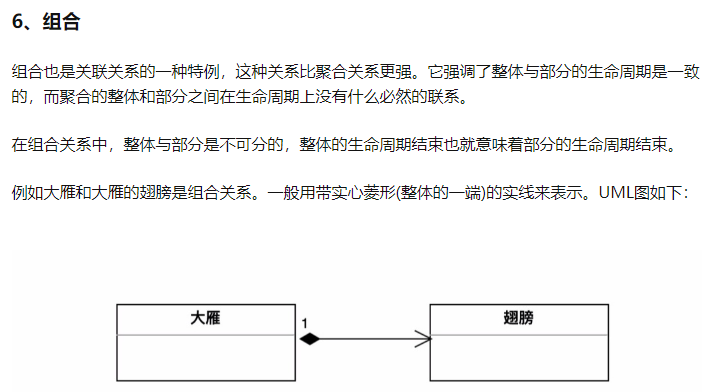 6、组合
组合也是关联关系的一种特例，这种关系比聚合关系更强。它强调了整体与部分的生命周期是一致
的，而聚合的整体和部分之间在生命周期上没有什么必然的联系。
在组合关系中，整体与部分是不可分的，整体的生命周期结束也就意味着部分的生命周期结束。
例如大雁和大雁的翅膀是组合关系。一般用带实心菱形(整体的一端)的实线来表示。UML图如下：
大雁
1
翅膀